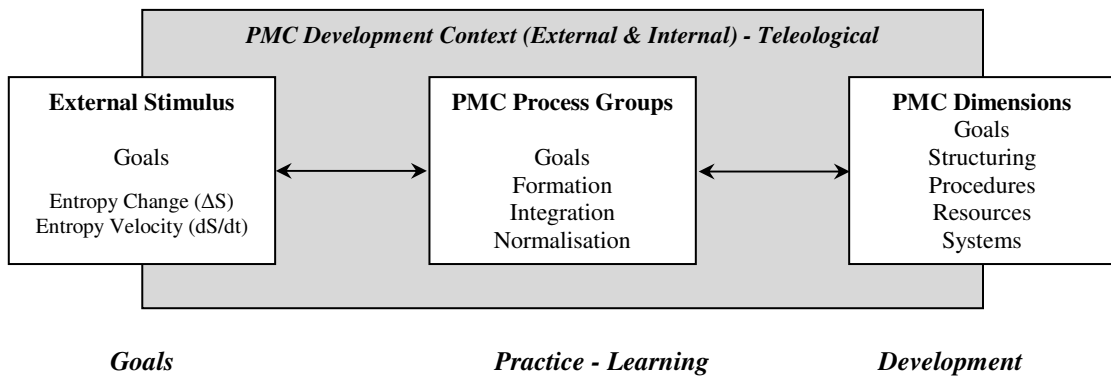 PMC Development Context (External & Internal) - Teleological
External Stimulus
Goals
Entropy Change (ΔS)
Entropy Velocity (dS/dt)
PMC Process Groups
Goals
Formation
Integration
Normalisation
PMC Dimensions
Goals
Structuring
Procedures
Resources
Systems
Goals
Practice - Learning
Development